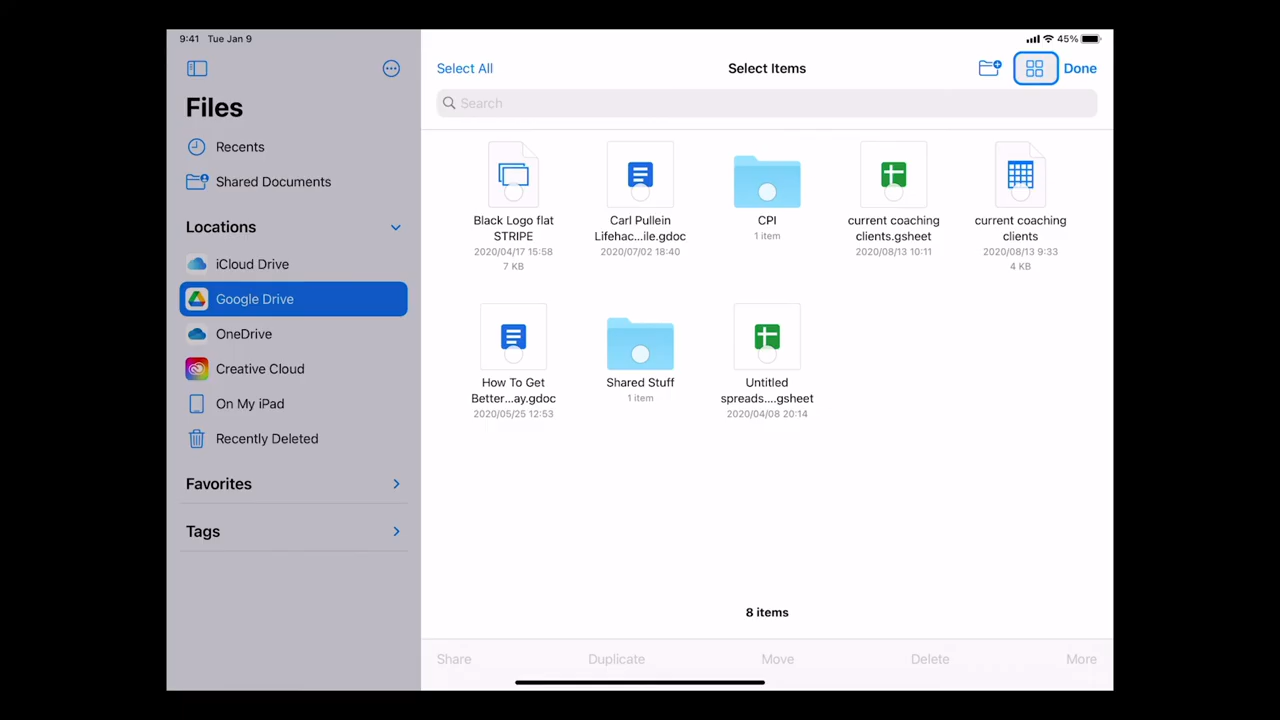 9:41 Tue Jan 9
45%
Files
Recents
Shared Documents
Locations
iCloud Drive
Google Drive
OneDrive
Creative Cloud
On My iPad
Recently Deleted
Favorites
Tags
Select All
Select Items
Done
Search
Black Logo flat
STRIPE
2020/04/17 15:58
7 KB
Carl Pullein
Lifehac...ile.gdoc
2020/07/02 18:40
CPI
1 item
current coaching
clients.gsheet
2020/08/13 10:11
current coaching
clients
2020/08/13 9:33
4 KB
How To Get
Better...ay.gdoc
2020/05/25 12:53
Shared Stuff
1 item
Untitled
spreads....gsheet
2020/04/08 20:14
8 items
Share
Duplicate
Move
Delete
More